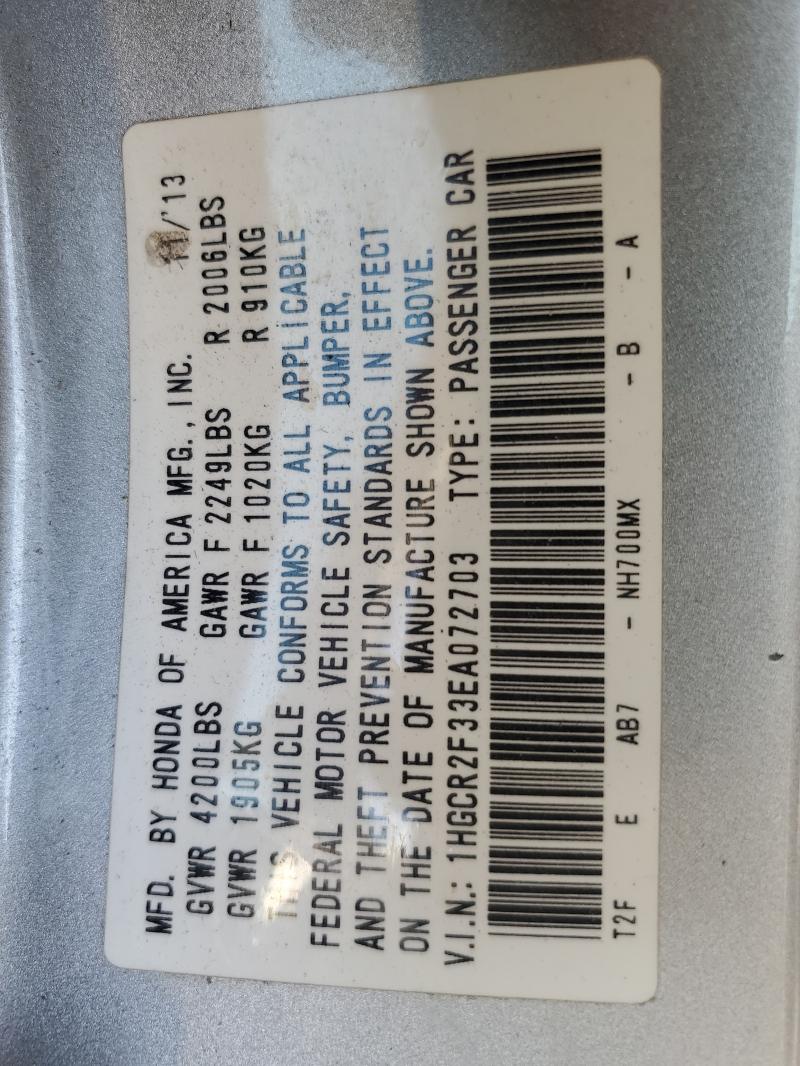 MFD. BY HONDA OF AMERICA MFG., INC. 11/'13
GVWR 4200LBS GAWR F 2249LBS R 2006LBS
GVWR 1905KG GAWR F 1020KG R 910KG
THIS VEHICLE CONFORMS TO ALL APPLICABLE
FEDERAL MOTOR VEHICLE SAFETY, BUMPER,
AND THEFT PREVENTION STANDARDS IN EFFECT
ON THE DATE OF MANUFACTURE SHOWN ABOVE.
V.I.N.: 1HGCR2F33EA072703 TYPE: PASSENGER CAR
T2F E AB7 - NH700MX - B - A